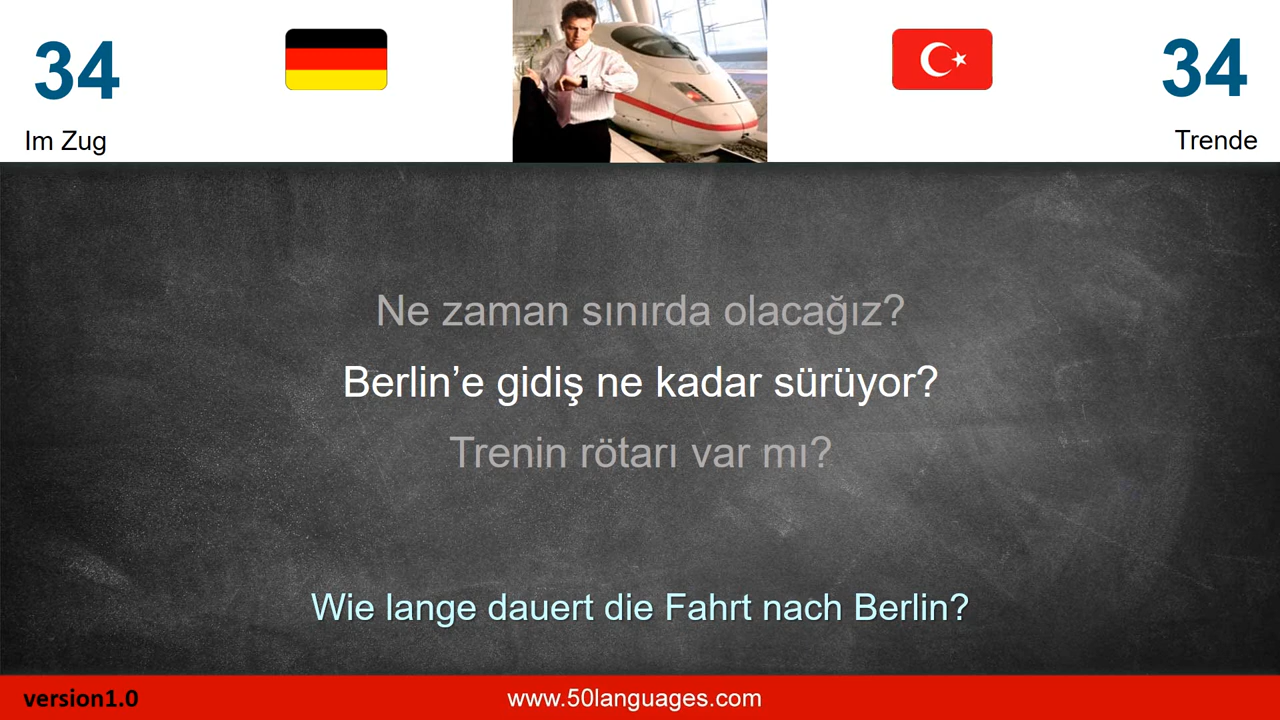 34
34
Im Zug
Trende
Ne zaman sınırda olacağız?
Berlin’e gidiş ne kadar sürüyor?
Trenin rötarı var mı?
Wie lange dauert die Fahrt nach Berlin?
version1.0
www.50languages.com